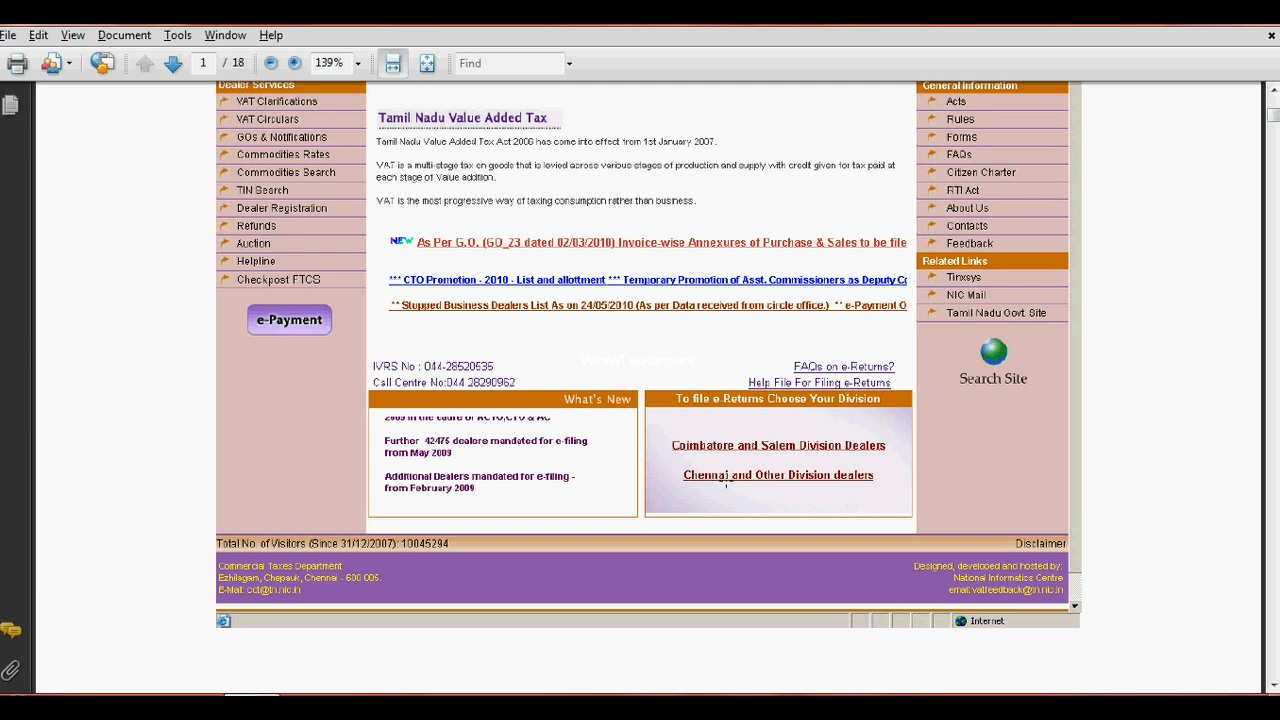 File Edit View Document Tools Window Help
1 / 18 139% Find
Dealer Services
VAT Clarifications
VAT Circulars
GOs & Notifications
Commodities Rates
Commodities Search
TIN Search
Dealer Registration
Refunds
Auction
Helpline
Checkpost FTCS
e-Payment
Tamil Nadu Value Added Tax
Tamil Nadu Value Added Tax Act 2006 has come into effect from 1st January 2007.
VAT is a multi-stage tax on goods that is levied across various stages of production and supply with credit given for tax paid at
each stage of Value addition.
VAT is the most progressive way of taxing consumption rather than business.
NEW As Per G.O. (GO_23 dated 02/03/2010) Invoice-wise Annexures of Purchase & Sales to be file
*** CTO Promotion - 2010 - List and allottment *** Temporary Promotion of Asst. Commissioners as Deputy Co
** Stopped Business Dealers List As on 24/05/2010 (As per Data received from circle office.) ** e-Payment O
WinAVI watermark
IVRS No : 044-28520535
Call Centre No:044 28290962
FAQs on e-Returns?
Help File For Filing e-Returns
What's New
2009 in the cadre of ACTO,CTO & AC
Further 42475 dealers mandated for e-filing
from May 2009
Additional Dealers mandated for e-filing -
from February 2009
To file e-Returns Choose Your Division
Coimbatore and Salem Division Dealers
Chennai and Other Division dealers
General Information
Acts
Rules
Forms
FAQs
Citizen Charter
RTI Act
About Us
Contacts
Feedback
Related Links
Tinxsys
NIC Mail
Tamil Nadu Govt. Site
Search Site
Total No. of Visitors (Since 31/12/2007): 10045294
Disclaimer
Commercial Taxes Department
Ezhilagam, Chepauk, Chennai - 600 005.
E-Mail: cct@tn.nic.in
Designed, developed and hosted by:
National Informatics Centre
email:vatfeedback@tn.nic.in
Internet